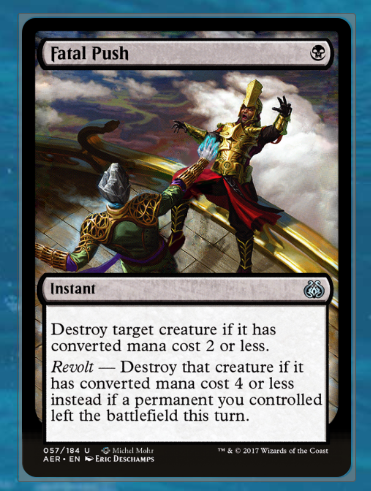 Fatal Push
Instant
Destroy target creature if it has
converted mana cost 2 or less.
Revolt — Destroy that creature if it
has converted mana cost 4 or less
instead if a permanent you controlled
left the battlefield this turn.
057/184 U Michel Mohr
™ & © 2017 Wizards of the Coast
AER • EN Eric Deschamps